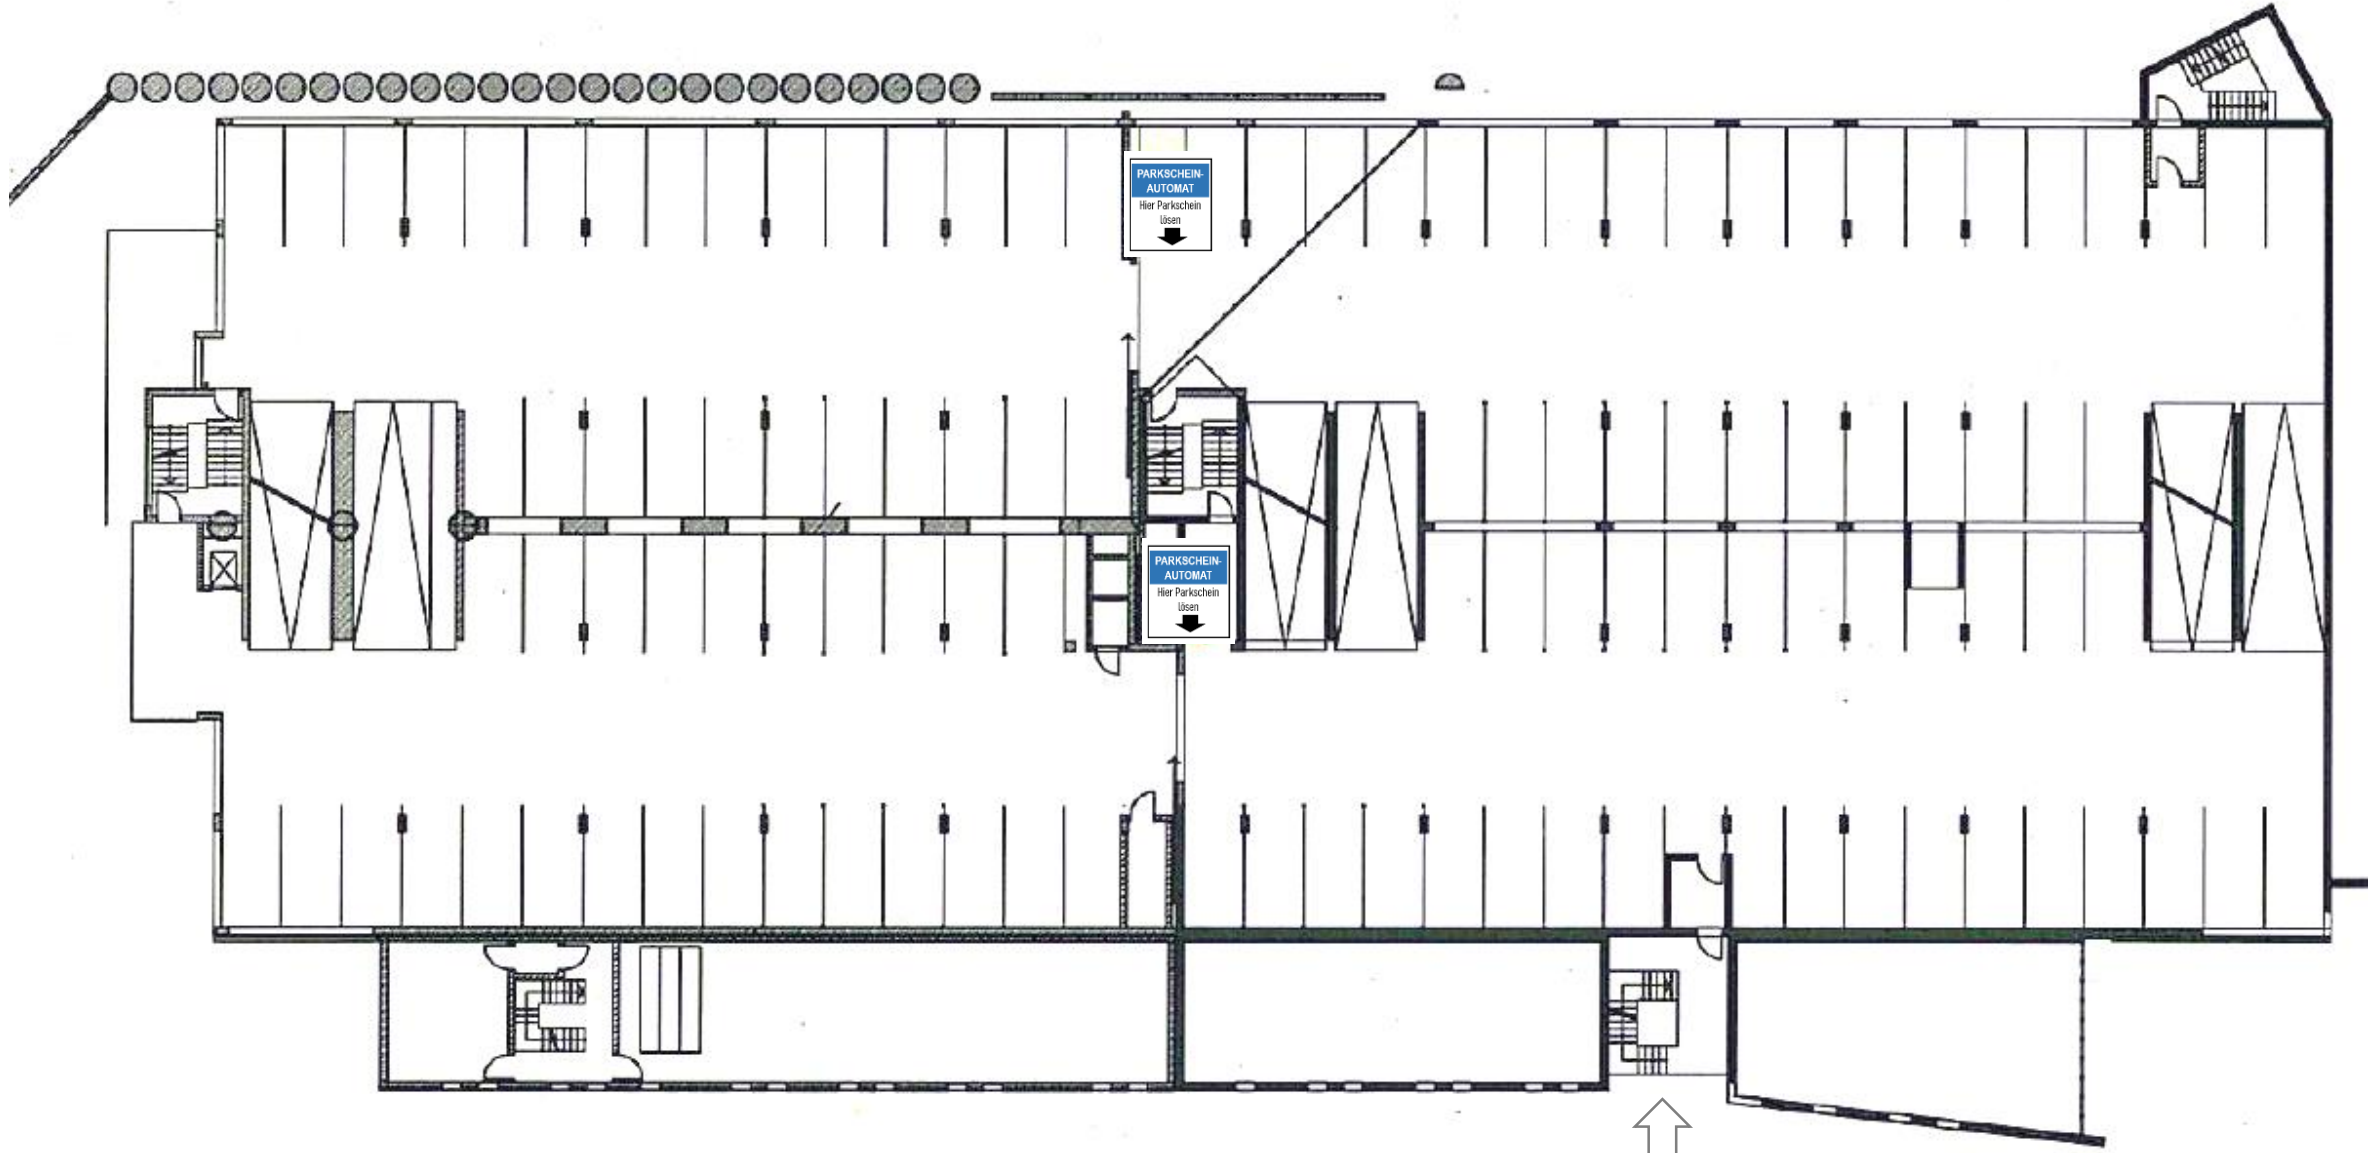 PARKSCHEIN-
AUTOMAT
Hier Parkschein
lösen
PARKSCHEIN-
AUTOMAT
Hier Parkschein
lösen